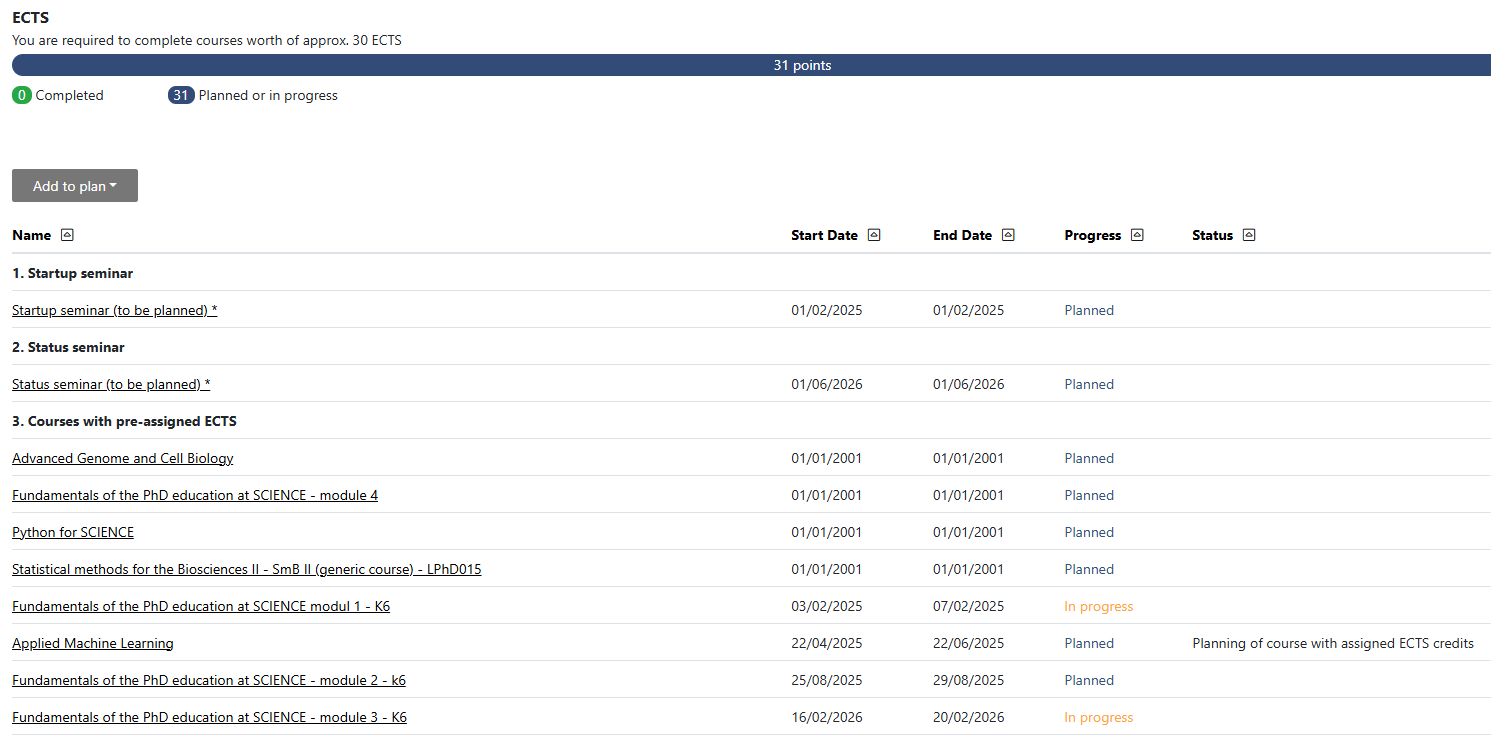 ECTS
You are required to complete courses worth of approx. 30 ECTS
31 points
0 Completed 31 Planned or in progress
Add to plan
Name Start Date End Date Progress Status
1. Startup seminar
Startup seminar (to be planned) * 01/02/2025 01/02/2025 Planned
2. Status seminar
Status seminar (to be planned) * 01/06/2026 01/06/2026 Planned
3. Courses with pre-assigned ECTS
Advanced Genome and Cell Biology 01/01/2001 01/01/2001 Planned
Fundamentals of the PhD education at SCIENCE - module 4 01/01/2001 01/01/2001 Planned
Python for SCIENCE 01/01/2001 01/01/2001 Planned
Statistical methods for the Biosciences II - SmB II (generic course) - LPhD015 01/01/2001 01/01/2001 Planned
Fundamentals of the PhD education at SCIENCE modul 1 - K6 03/02/2025 07/02/2025 In progress
Applied Machine Learning 22/04/2025 22/06/2025 Planned Planning of course with assigned ECTS credits
Fundamentals of the PhD education at SCIENCE - module 2 - k6 25/08/2025 29/08/2025 Planned
Fundamentals of the PhD education at SCIENCE - module 3 - K6 16/02/2026 20/02/2026 In progress